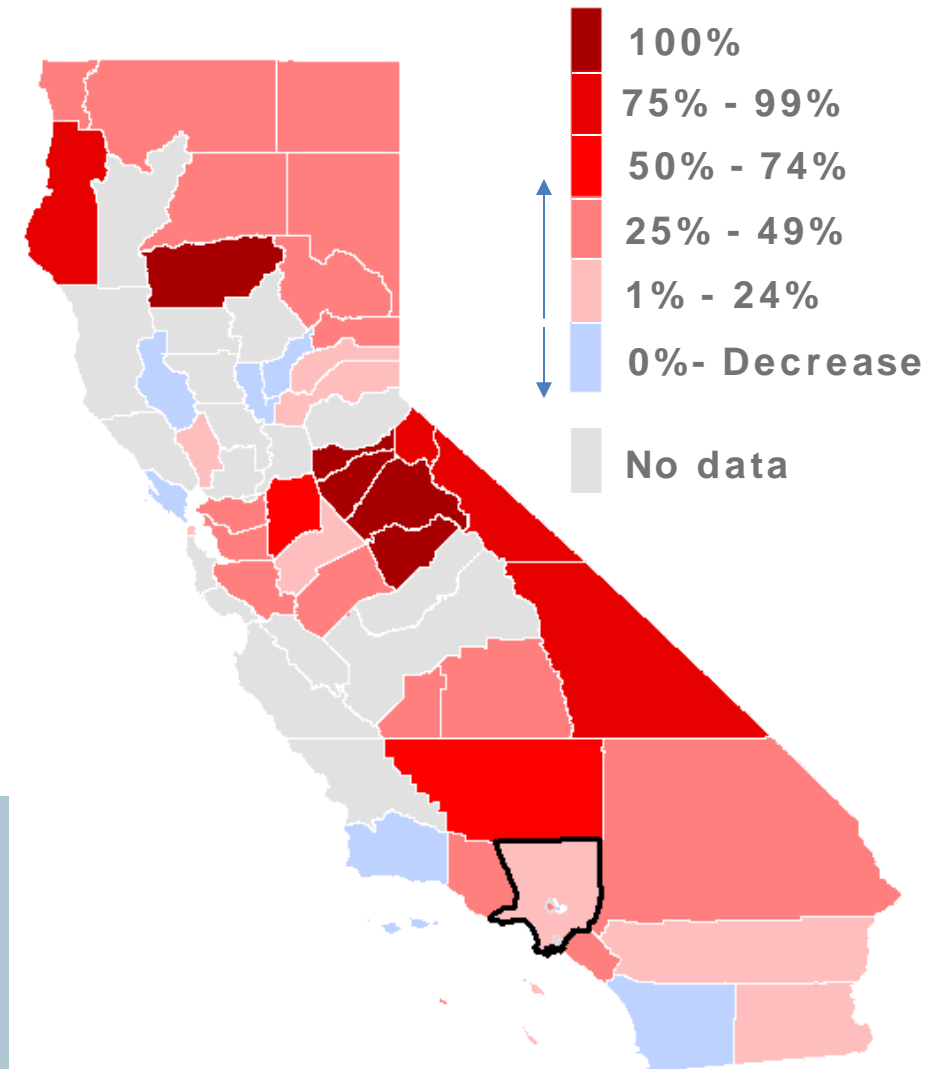 100%
75% - 99%
50% - 74%
25% - 49%
1% - 24%
0%- Decrease
No data